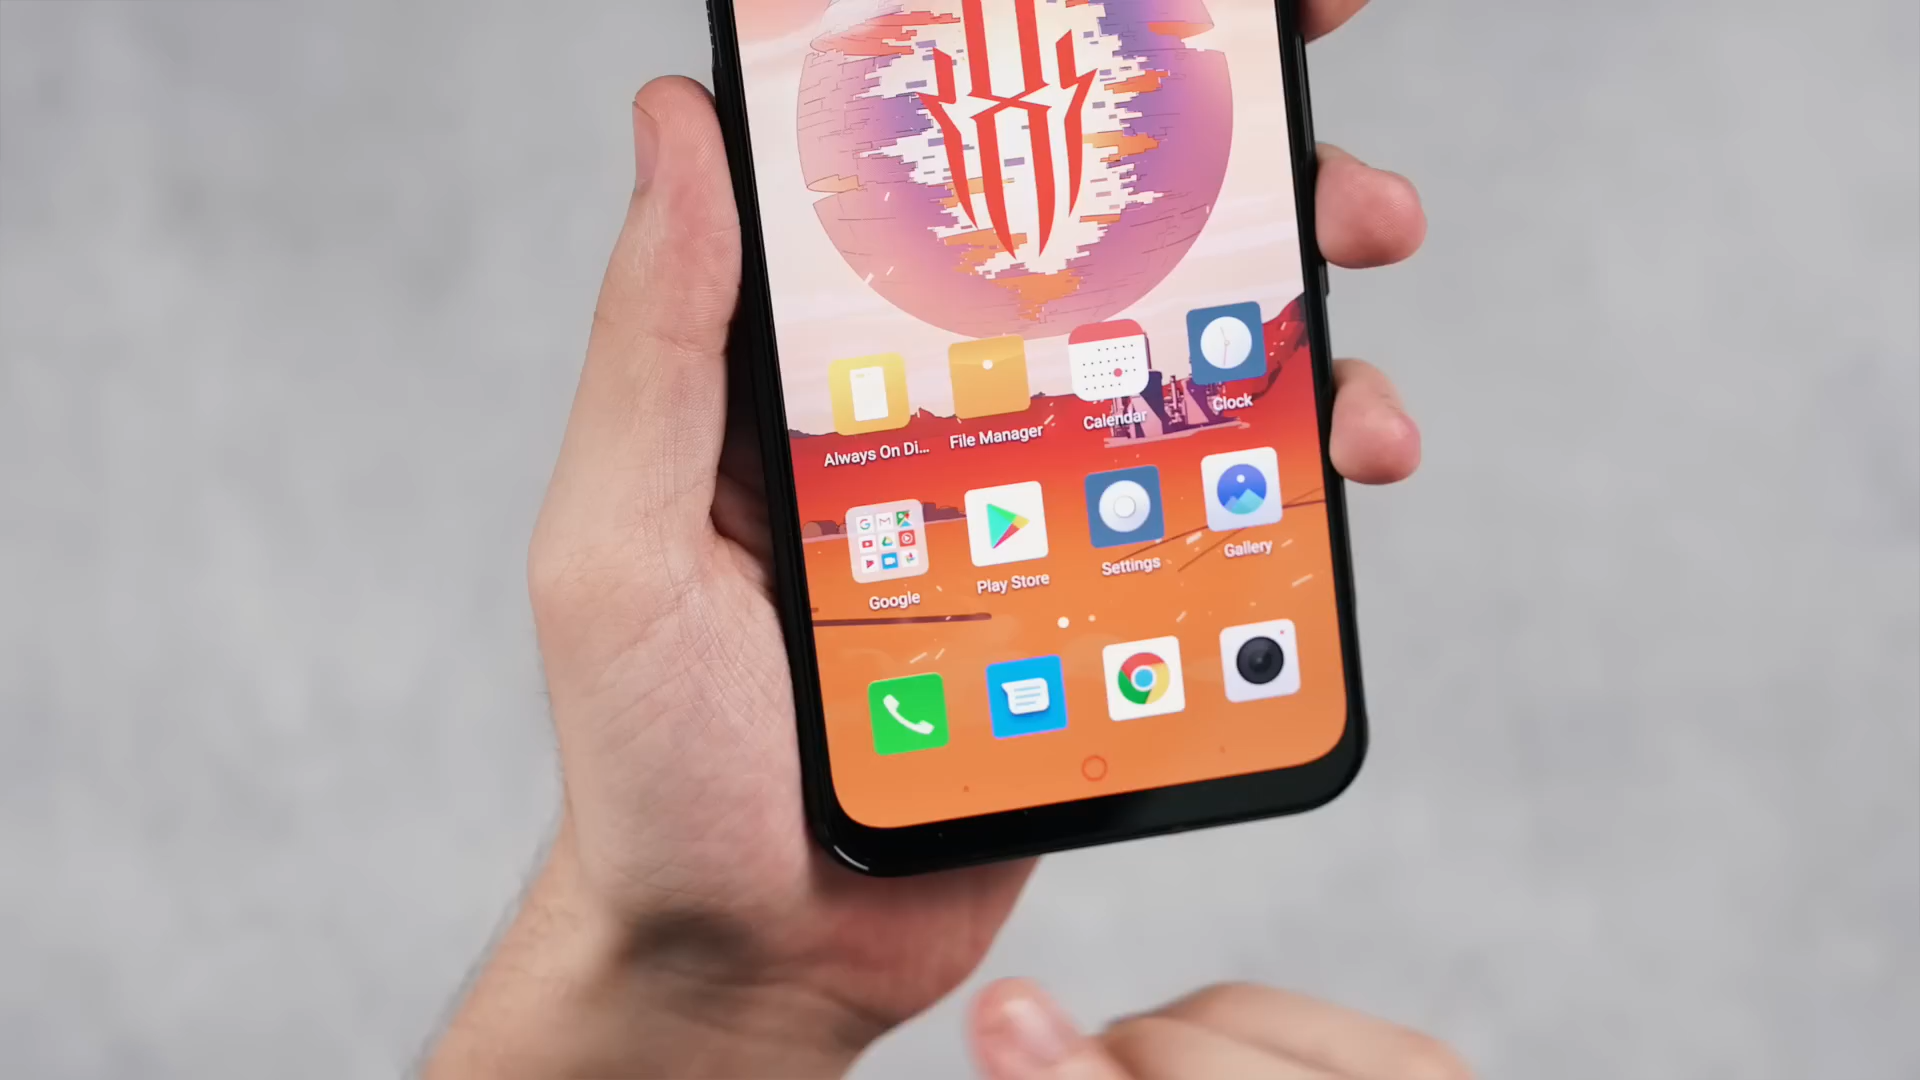 Always On Di...
File Manager
Calendar
Clock
Google
Play Store
Settings
Gallery